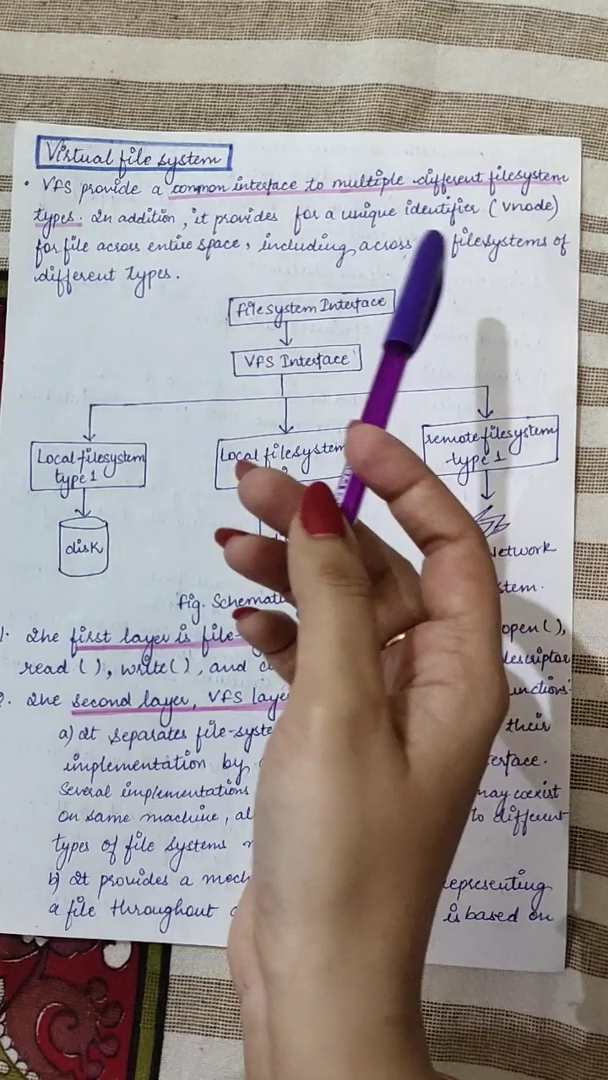 Virtual file system
• VFS provide a common interface to multiple different filesystem
types. In addition, it provides for a unique identifier (vnode)
for file across entire space, including across filesystems of
different types.
filesystem Interface
VFS Interface
Local filesystem
type 1
Local filesystem
remote filesystem
type 1
disk
network
fig. Schemati
stem.
1. The first layer is file- open(),
read(), write(), and descriptor
2. The second layer, VFS laye unctions:
a) It separates file-syste their
implementation by erface.
Several implementations may coexist
on same machine, al to different
types of file systems
b) It provides a mech epresenting
a file throughout is based on